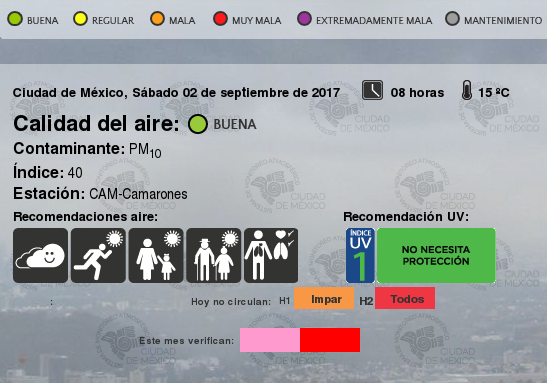 BUENA REGULAR MALA MUY MALA EXTREMADAMENTE MALA MANTENIMIENTO
Ciudad de México, Sábado 02 de septiembre de 2017 08 horas 15 ºC
Calidad del aire: BUENA
Contaminante: PM10
Índice: 40
Estación: CAM-Camarones
Recomendaciones aire: Recomendación UV:
ÍNDICE
UV
1
NO NECESITA
PROTECCIÓN
: Hoy no circulan: H1 Impar H2 Todos
Este mes verifican:
CIUDAD
DE MÉXICO